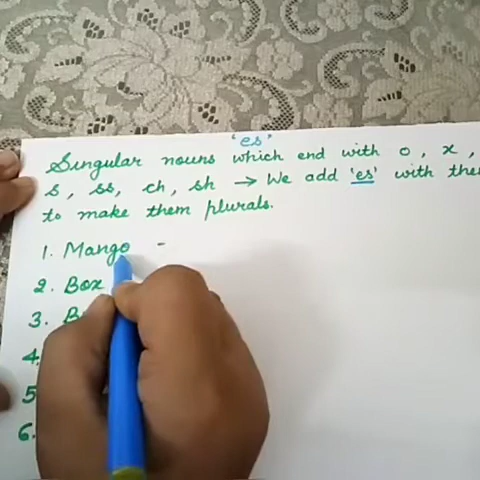 'es'
Singular nouns which end with o, x,
s, ss, ch, sh → We add 'es' with
to make them plurals.
1. Mango -
2. Box
3.
4.
5
6.